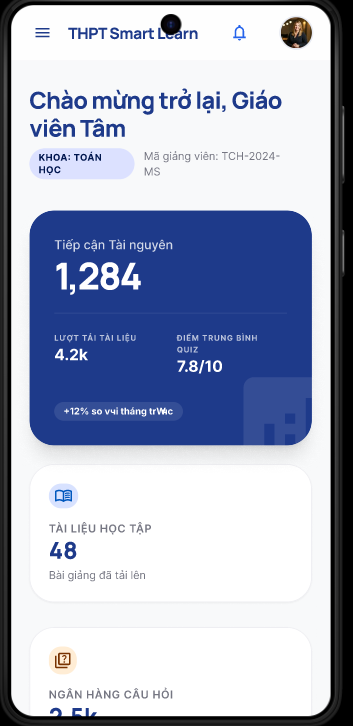 THPT Smart Learn
Chào mừng trở lại, Giáo
viên Tâm
KHOA: TOÁN
HỌC
Mã giảng viên: TCH-2024-
MS
Tiếp cận Tài nguyên
1,284
LƯỢT TẢI TÀI LIỆU
4.2k
ĐIỂM TRUNG BÌNH
QUIZ
7.8/10
+12% so với tháng trước
TÀI LIỆU HỌC TẬP
48
Bài giảng đã tải lên
NGÂN HÀNG CÂU HỎI
2.5k